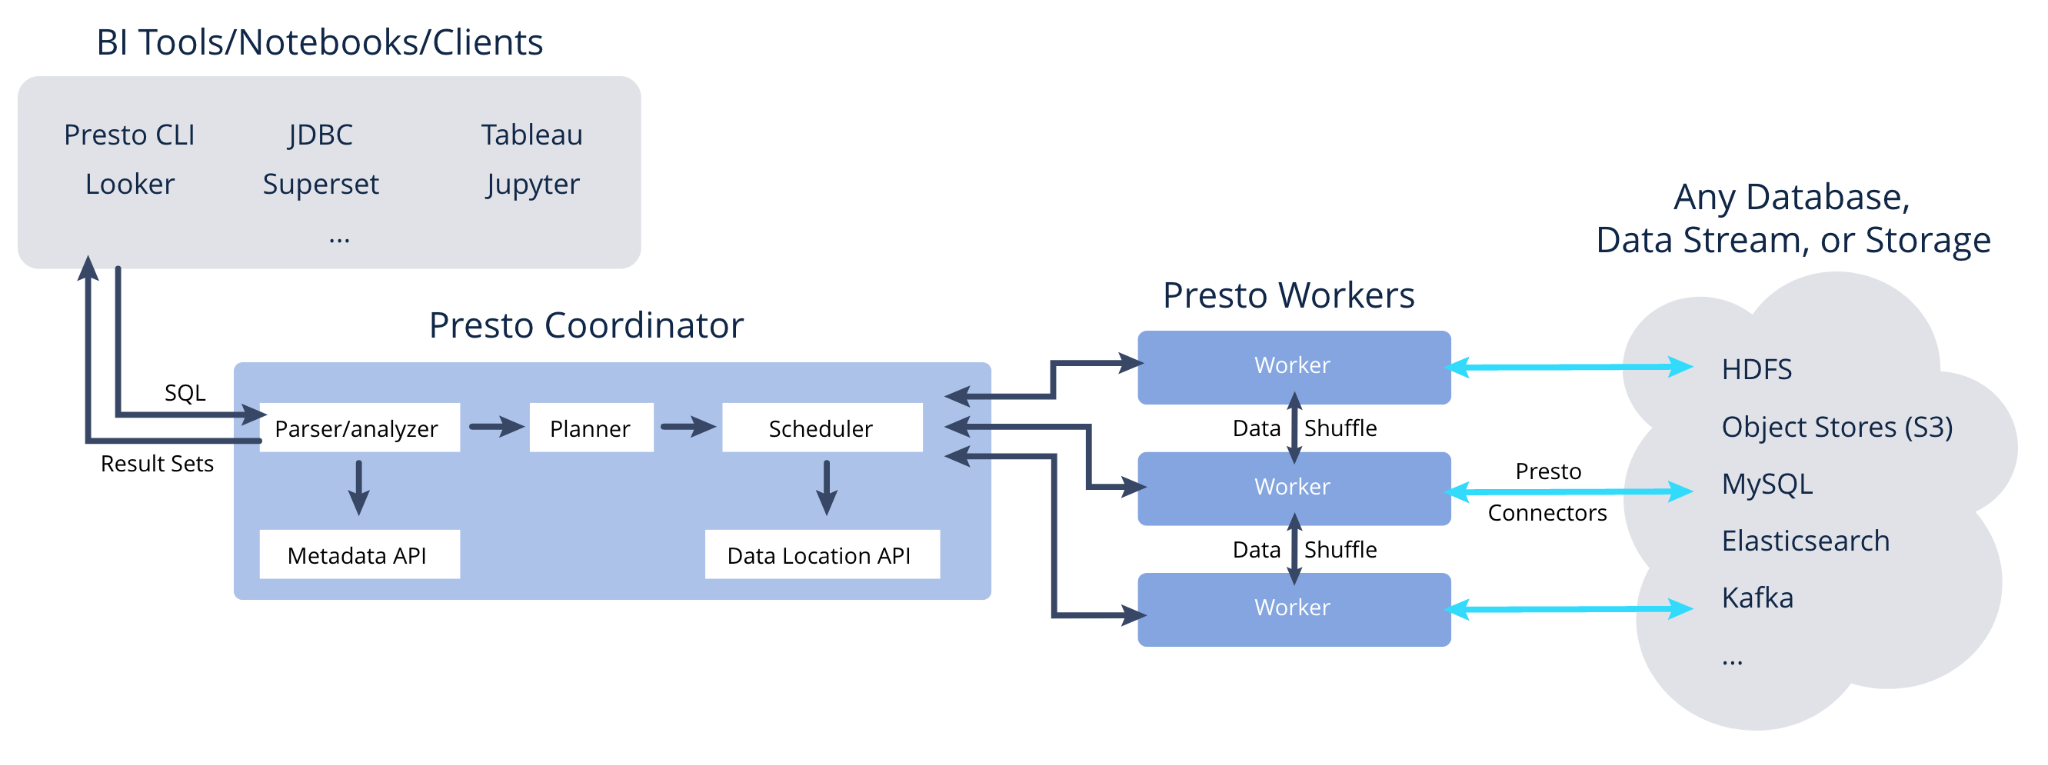 BI Tools/Notebooks/Clients
Presto CLI
JDBC
Tableau
Looker
Superset
Jupyter
...
SQL
Result Sets
Presto Coordinator
Parser/analyzer
Planner
Scheduler
Metadata API
Data Location API
Presto Workers
Worker
Data Shuffle
Worker
Data Shuffle
Worker
Presto
Connectors
Any Database,
Data Stream, or Storage
HDFS
Object Stores (S3)
MySQL
Elasticsearch
Kafka
...